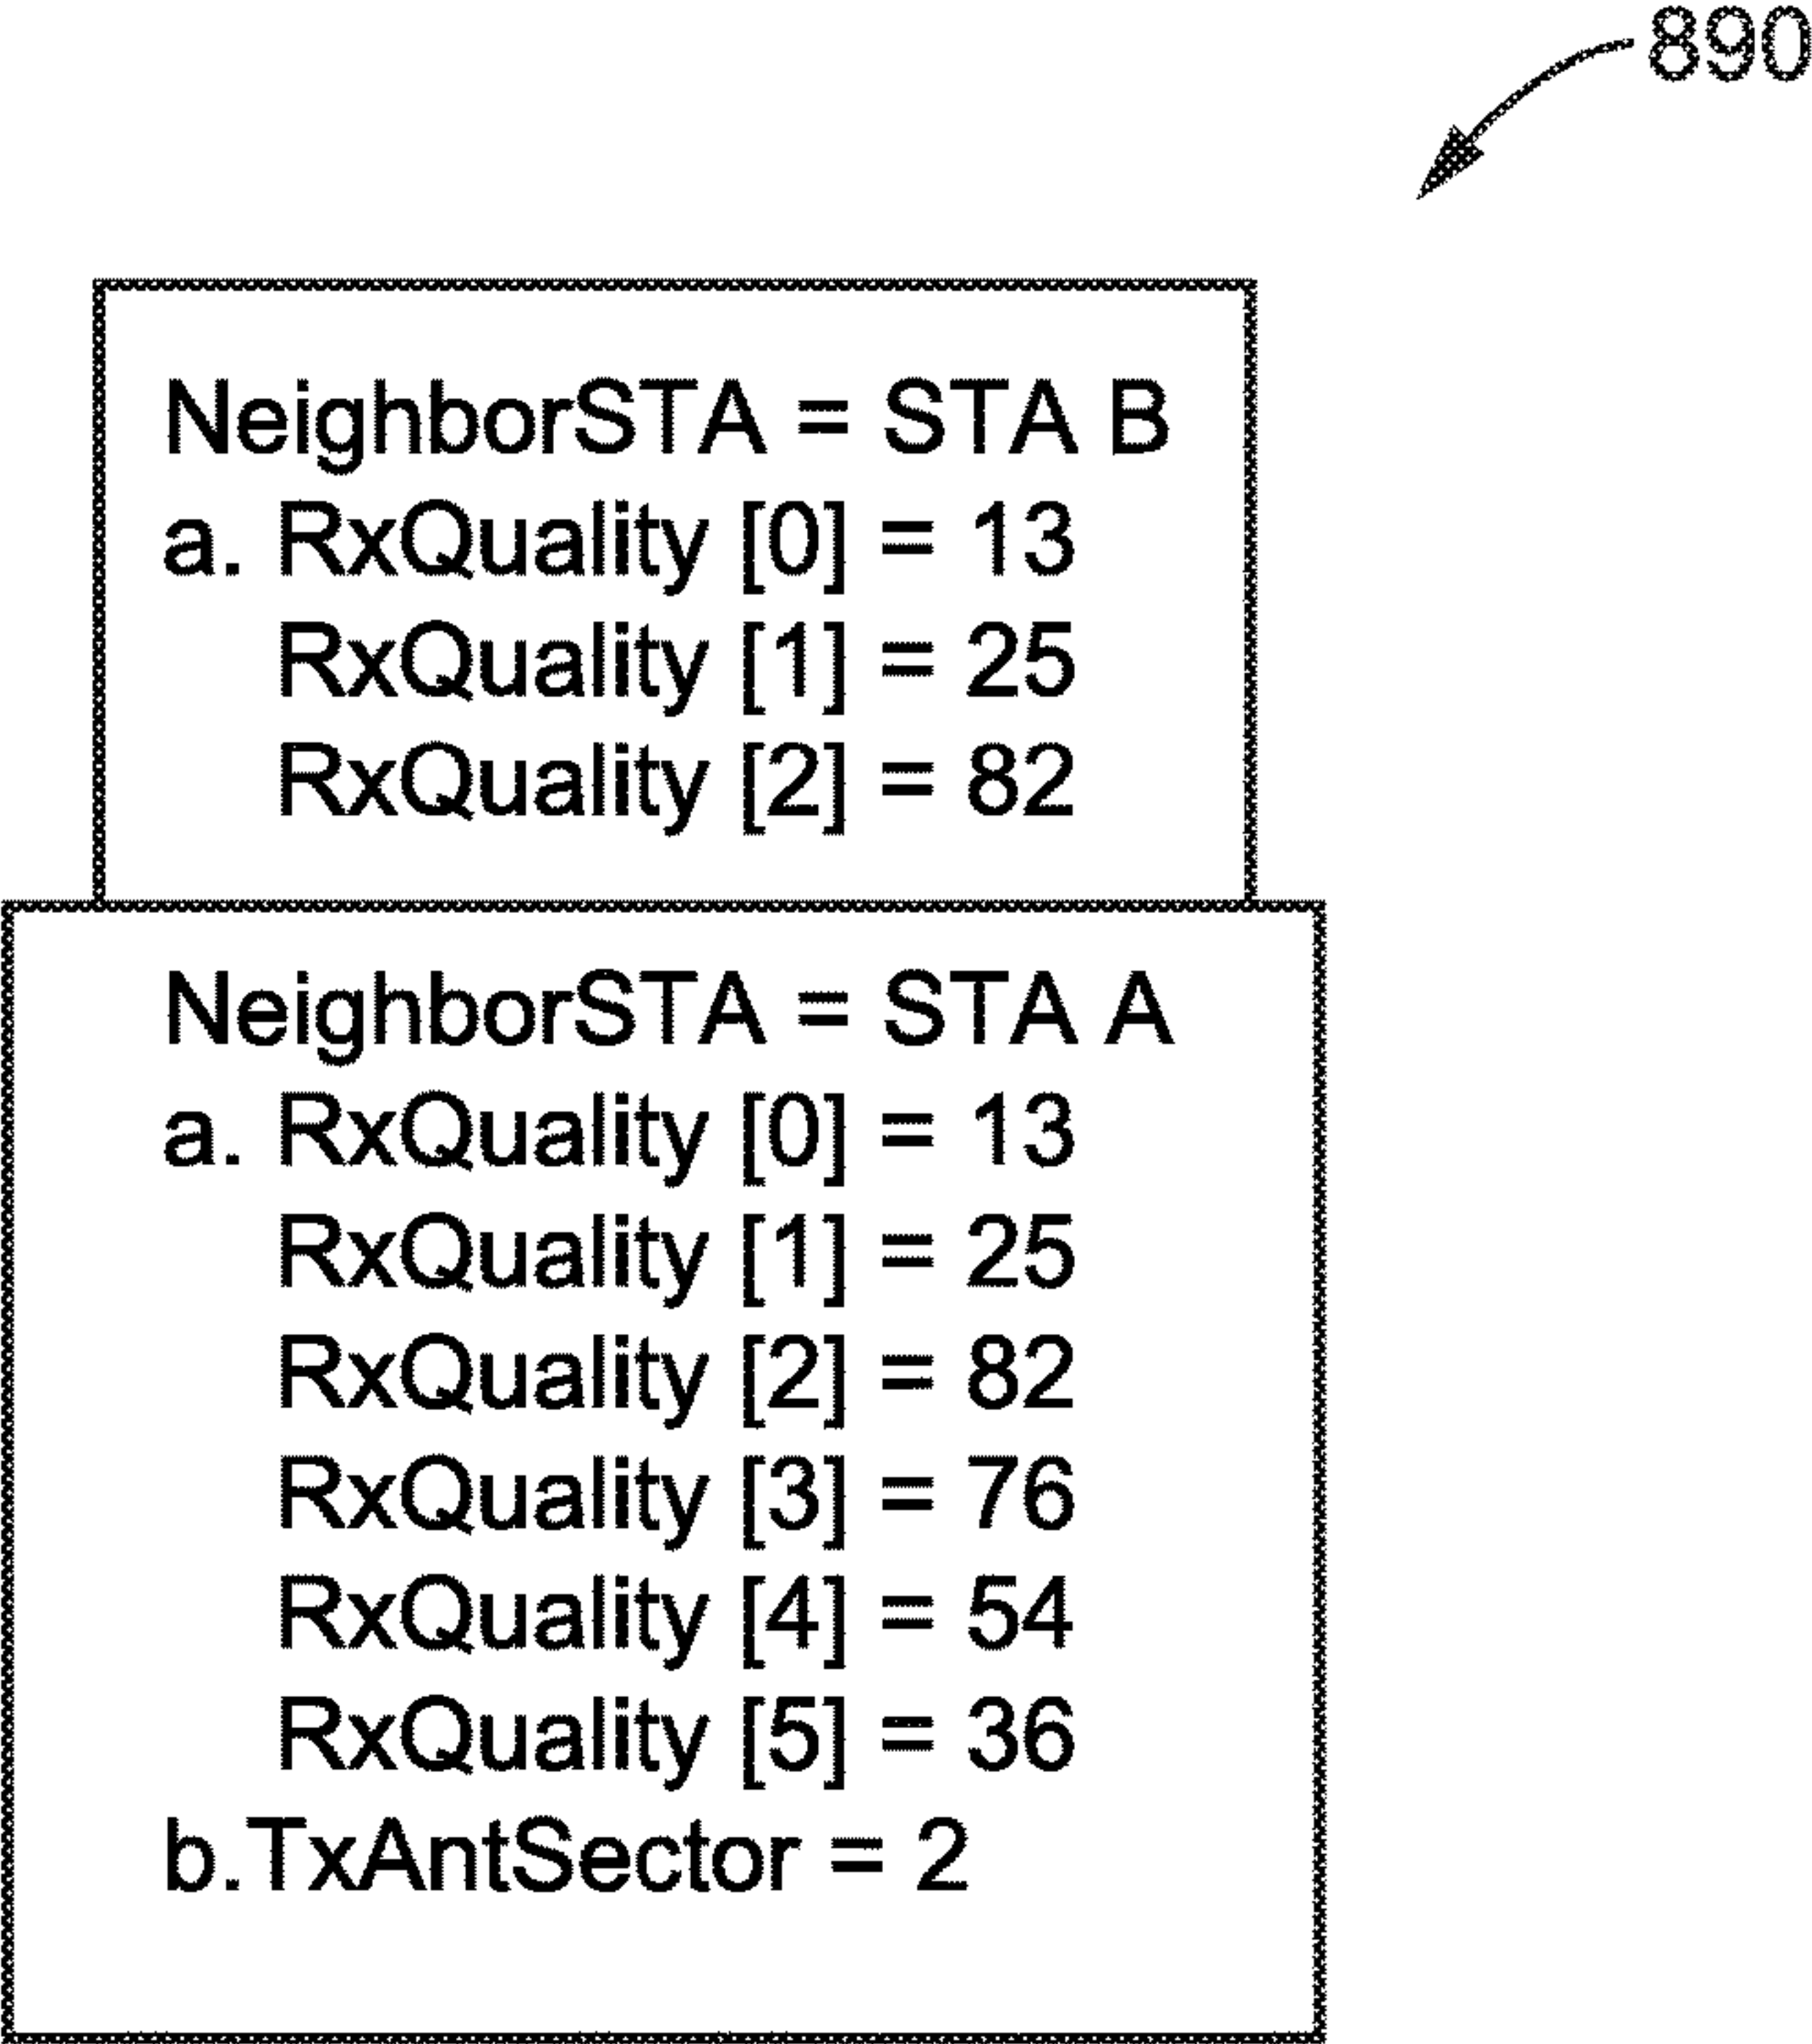 890
NeighborSTA = STA B
a. RxQuality [0] = 13
RxQuality [1] = 25
RxQuality [2] = 82
NeighborSTA = STA A
a. RxQuality [0] = 13
RxQuality [1] = 25
RxQuality [2] = 82
RxQuality [3] = 76
RxQuality [4] = 54
RxQuality [5] = 36
b.TxAntSector = 2